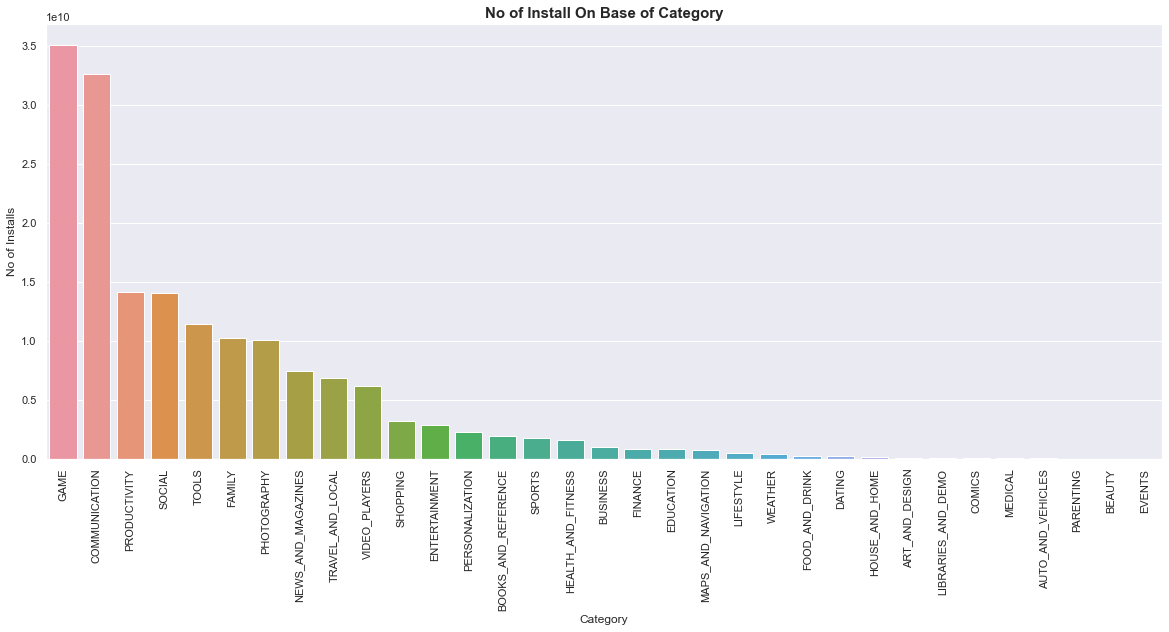 No of Install On Base of Category
1e10
3.5
3.0
2.5
2.0
1.5
1.0
0.5
0.0
No of Installs
GAME
COMMUNICATION
PRODUCTIVITY
SOCIAL
TOOLS
FAMILY
PHOTOGRAPHY
NEWS_AND_MAGAZINES
TRAVEL_AND_LOCAL
VIDEO_PLAYERS
SHOPPING
ENTERTAINMENT
PERSONALIZATION
BOOKS_AND_REFERENCE
SPORTS
HEALTH_AND_FITNESS
BUSINESS
FINANCE
EDUCATION
MAPS_AND_NAVIGATION
LIFESTYLE
WEATHER
FOOD_AND_DRINK
DATING
HOUSE_AND_HOME
ART_AND_DESIGN
LIBRARIES_AND_DEMO
COMICS
MEDICAL
AUTO_AND_VEHICLES
PARENTING
BEAUTY
EVENTS
Category